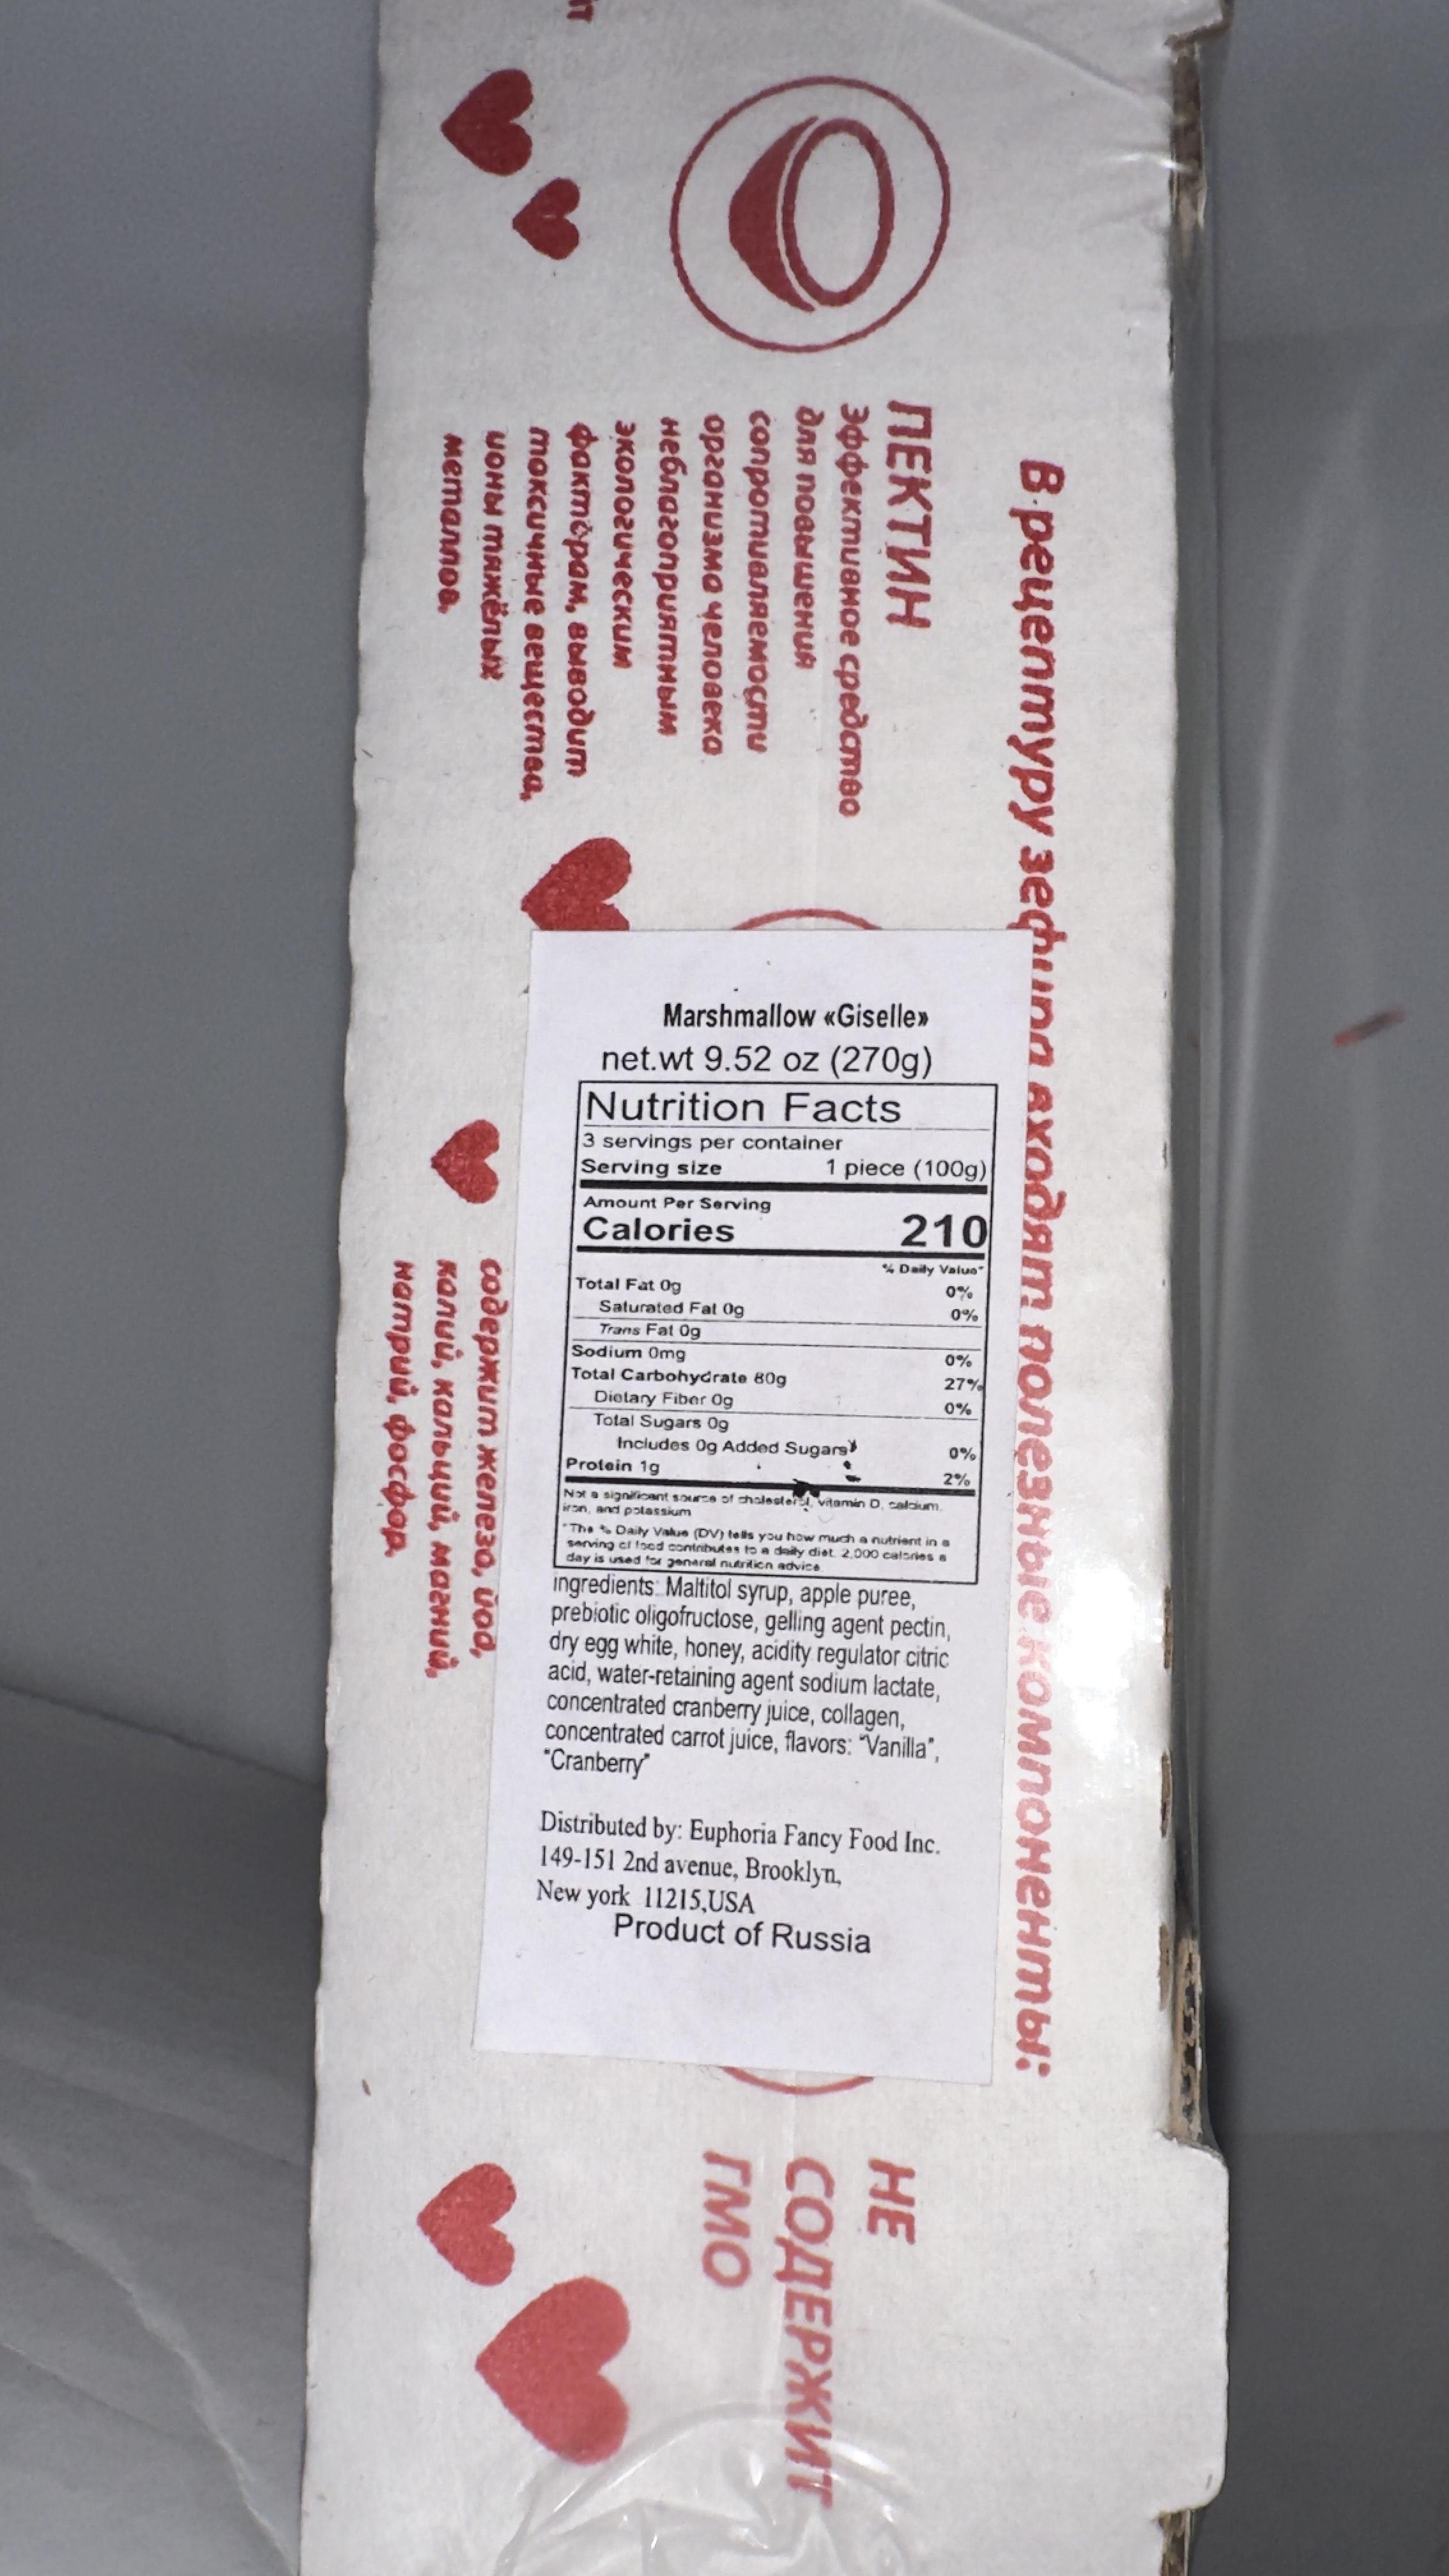 В рецептуру зефира входят полезные компоненты:
ПЕКТИН
эффективное средство
для повышения
сопротивляемости
организма человека
неблагоприятным
экологическим
факторам, выводит
токсичные вещества,
ионы тяжёлых
металлов.
содержит железо, йод,
калий, кальций, магний,
натрий, фосфор.
НЕ
СОДЕРЖИТ
ГМО
Marshmallow «Giselle»
net.wt 9.52 oz (270g)
Nutrition Facts
3 servings per container
Serving size 1 piece (100g)
Amount Per Serving
Calories 210
% Daily Value*
Total Fat 0g 0%
Saturated Fat 0g 0%
Trans Fat 0g
Sodium 0mg 0%
Total Carbohydrate 80g 27%
Dietary Fiber 0g 0%
Total Sugars 0g
Includes 0g Added Sugars 0%
Protein 1g 2%
Not a significant source of cholesterol, vitamin D, calcium,
iron, and potassium
*The % Daily Value (DV) tells you how much a nutrient in a
serving of food contributes to a daily diet. 2,000 calories a
day is used for general nutrition advice
ingredients: Maltitol syrup, apple puree,
prebiotic oligofructose, gelling agent pectin,
dry egg white, honey, acidity regulator citric
acid, water-retaining agent sodium lactate,
concentrated cranberry juice, collagen,
concentrated carrot juice, flavors: "Vanilla",
"Cranberry"
Distributed by: Euphoria Fancy Food Inc.
149-151 2nd avenue, Brooklyn,
New york 11215,USA
Product of Russia